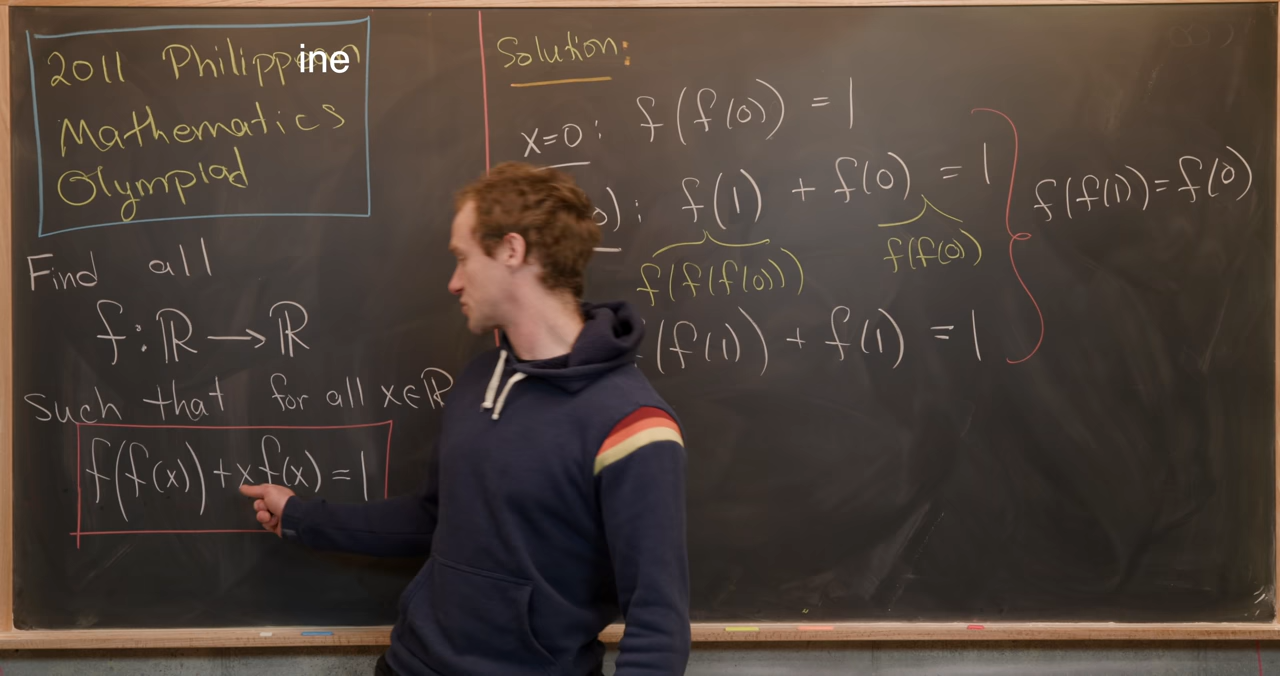 2011 Philippine
Mathematics
Olympiad
Find all
f: ℝ → ℝ
Such that for all x∈ℝ
f(f(x)) + x f(x) = 1
Solution:
x=0: f(f(0)) = 1
0): f(1) + f(0) = 1
f(f(f(0))) f(f(0))
(f(1)) + f(1) = 1
f(f(1)) = f(0)